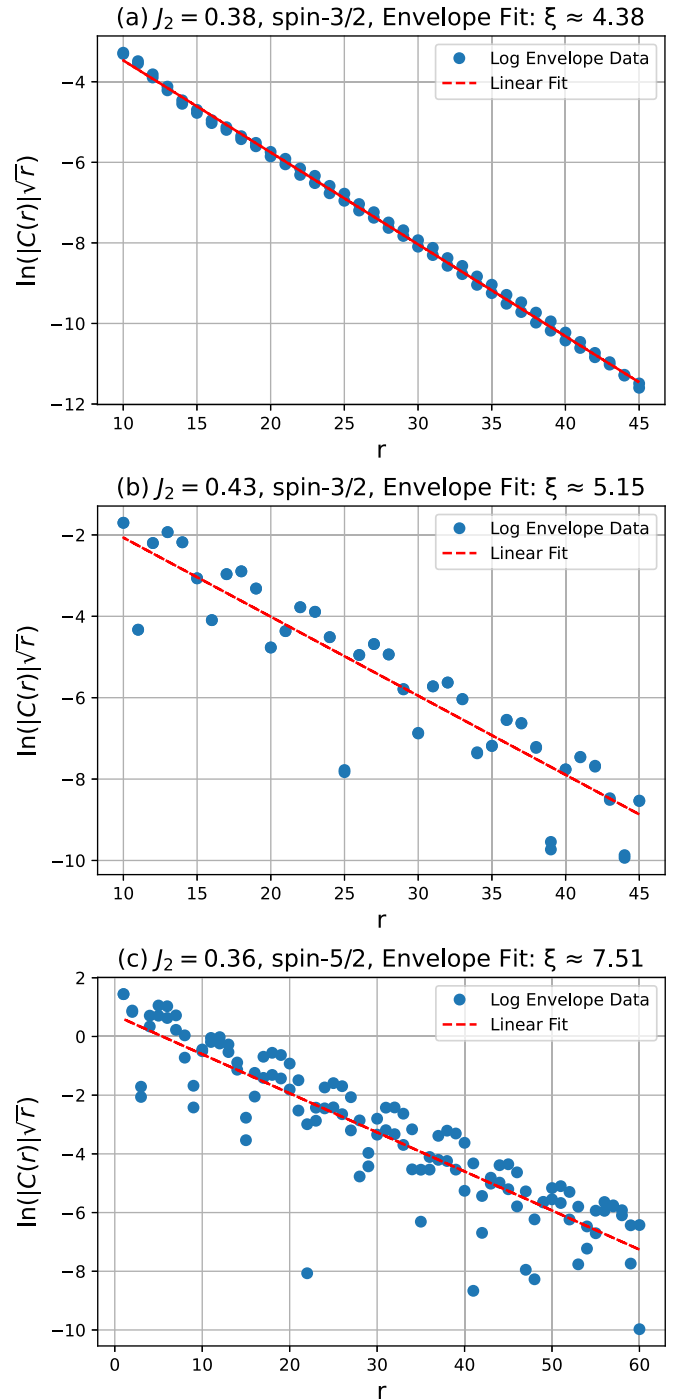 (a) J₂ = 0.38, spin-3/2, Envelope Fit: ξ ≈ 4.38
Log Envelope Data
Linear Fit
ln(|C(r)|√r)
−4
−6
−8
−10
−12
10 15 20 25 30 35 40 45
r
(b) J₂ = 0.43, spin-3/2, Envelope Fit: ξ ≈ 5.15
Log Envelope Data
Linear Fit
ln(|C(r)|√r)
−2
−4
−6
−8
−10
10 15 20 25 30 35 40 45
r
(c) J₂ = 0.36, spin-5/2, Envelope Fit: ξ ≈ 7.51
Log Envelope Data
Linear Fit
ln(|C(r)|√r)
2
0
−2
−4
−6
−8
−10
0 10 20 30 40 50 60
r